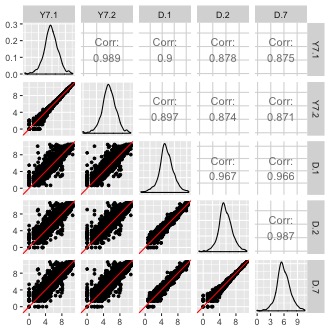 Y7.1 Y7.2 D.1 D.2 D.7
0.3
0.2
0.1
0.0
Corr: Corr: Corr: Corr:
0.989 0.9 0.878 0.875
Y7.1
8
4
0
Corr: Corr: Corr:
0.897 0.874 0.871
Y7.2
8
4
0
Corr: Corr:
0.967 0.966
D.1
8
4
0
Corr:
0.987
D.2
8
4
0
D.7
0 4 8 0 4 8 0 4 8 0 4 8 0 3 6 9